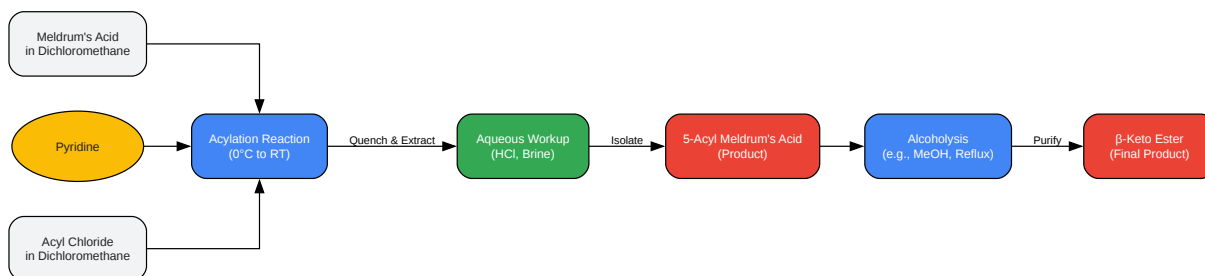 Meldrum's Acid
in Dichloromethane
Pyridine
Acyl Chloride
in Dichloromethane
Acylation Reaction
(0°C to RT)
Quench & Extract
Aqueous Workup
(HCl, Brine)
Isolate
5-Acyl Meldrum's Acid
(Product)
Alcoholysis
(e.g., MeOH, Reflux)
Purify
β-Keto Ester
(Final Product)